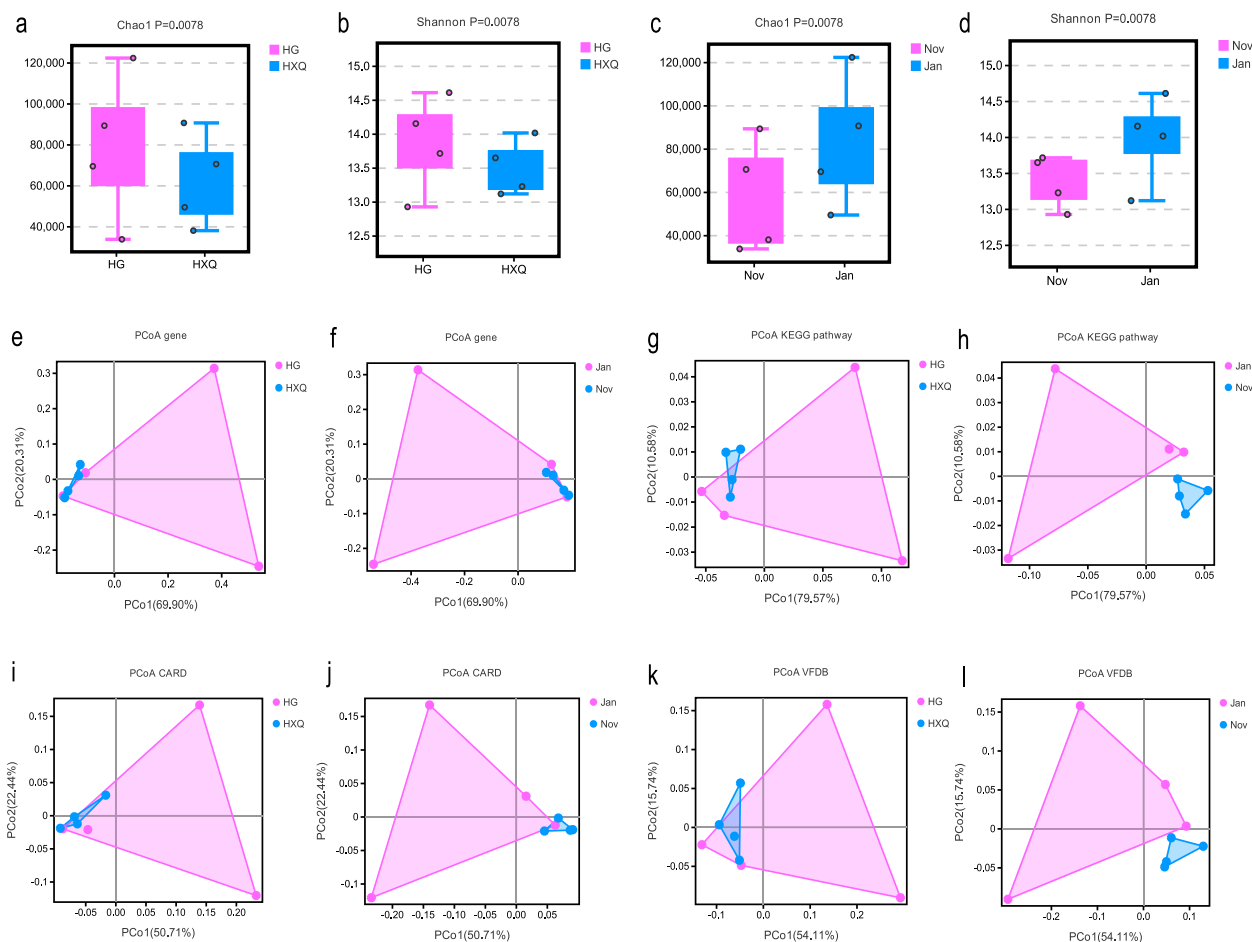 a
Chao1 P=0.0078
HG
HXQ
120,000
100,000
80,000
60,000
40,000
HG
HXQ
b
Shannon P=0.0078
HG
HXQ
15.0
14.5
14.0
13.5
13.0
12.5
HG
HXQ
c
Chao1 P=0.0078
Nov
Jan
120,000
100,000
80,000
60,000
40,000
Nov
Jan
d
Shannon P=0.0078
Nov
Jan
15.0
14.5
14.0
13.5
13.0
12.5
Nov
Jan
e
PCoA gene
HG
HXQ
0.3
0.2
0.1
0
-0.1
-0.2
PCo2(20.31%)
0.0
0.2
0.4
PCo1(69.90%)
f
PCoA gene
Jan
Nov
0.3
0.2
0.1
0
-0.1
-0.2
PCo2(20.31%)
-0.4
-0.2
0.0
PCo1(69.90%)
g
PCoA KEGG pathway
HG
HXQ
0.04
0.03
0.02
0.01
0
-0.01
-0.02
-0.03
PCo2(10.58%)
-0.05
0.00
0.05
0.10
PCo1(79.57%)
h
PCoA KEGG pathway
Jan
Nov
0.04
0.03
0.02
0.01
0
-0.01
-0.02
-0.03
PCo2(10.58%)
-0.10
-0.05
0.00
0.05
PCo1(79.57%)
i
PCoA CARD
HG
HXQ
0.15
0.10
0.05
0
-0.05
-0.1
PCo2(22.44%)
-0.05
0.00
0.05
0.10
0.15
0.20
PCo1(50.71%)
j
PCoA CARD
Jan
Nov
0.15
0.10
0.05
0
-0.05
-0.1
PCo2(22.44%)
-0.20
-0.15
-0.10
-0.05
0.00
0.05
PCo1(50.71%)
k
PCoA VFDB
HG
HXQ
0.15
0.10
0.05
0
-0.05
PCo2(15.74%)
-0.1
0.0
0.1
0.2
PCo1(54.11%)
l
PCoA VFDB
Jan
Nov
0.15
0.10
0.05
0
-0,05
PCo2(15.74%)
-0.2
-0.1
0.0
0.1
PCo1(54.11%)